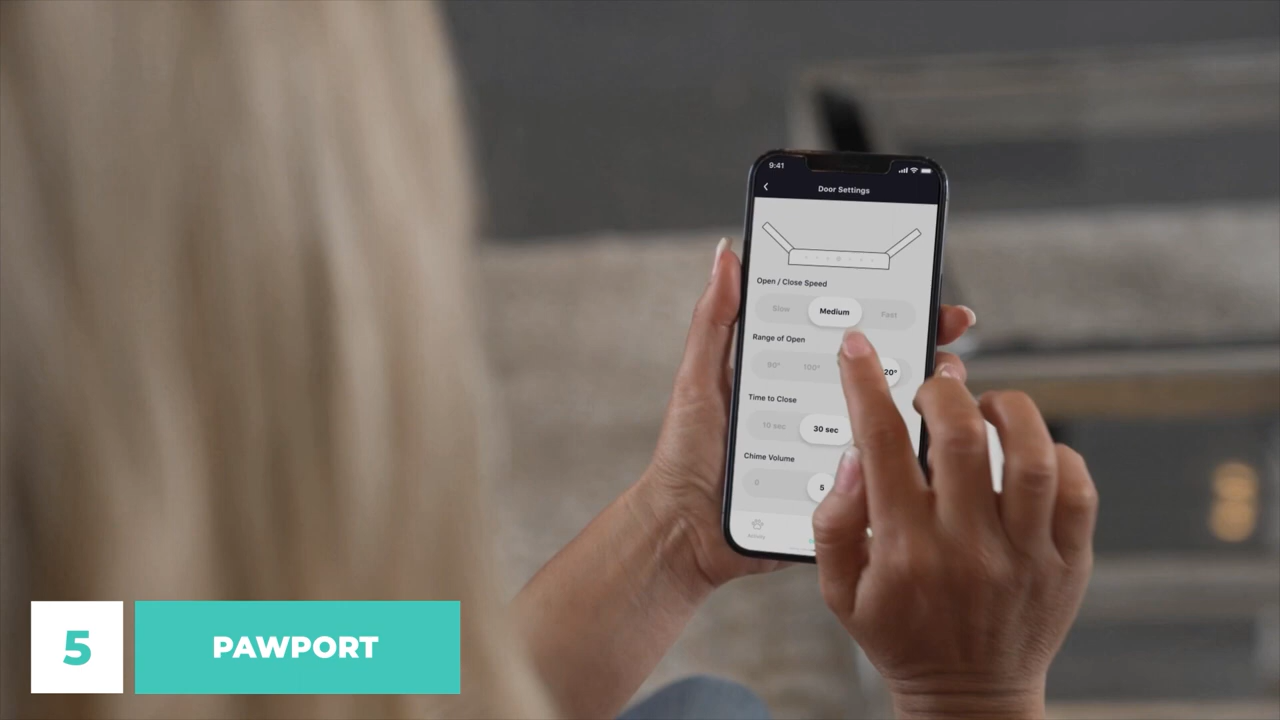 9:41
Door Settings
Open / Close Speed
Slow Medium Fast
Range of Open
90° 100° 20°
Time to Close
10 sec 30 sec
Chime Volume
0 5
Activity
5 PAWPORT